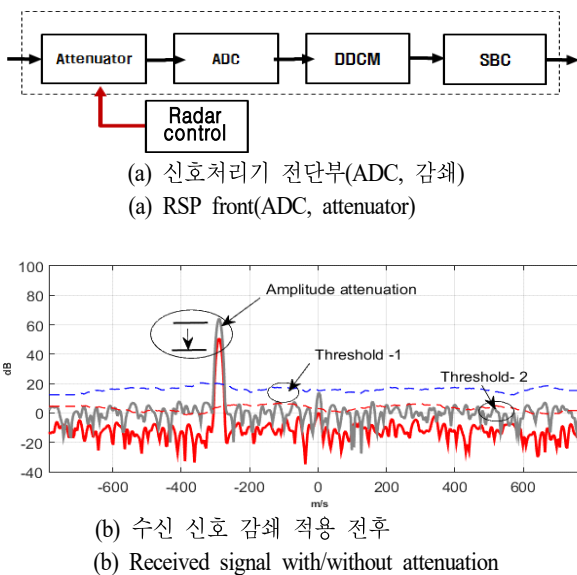 Attenuator
ADC
DDCM
SBC
Radar
control
(a) 신호처리기 전단부(ADC, 감쇄)
(a) RSP front(ADC, attenuator)
100
80
60
40
20
0
-20
-40
dB
Amplitude attenuation
Threshold -1
Threshold- 2
-600
-400
-200
0
200
400
600
m/s
(b) 수신 신호 감쇄 적용 전후
(b) Received signal with/without attenuation